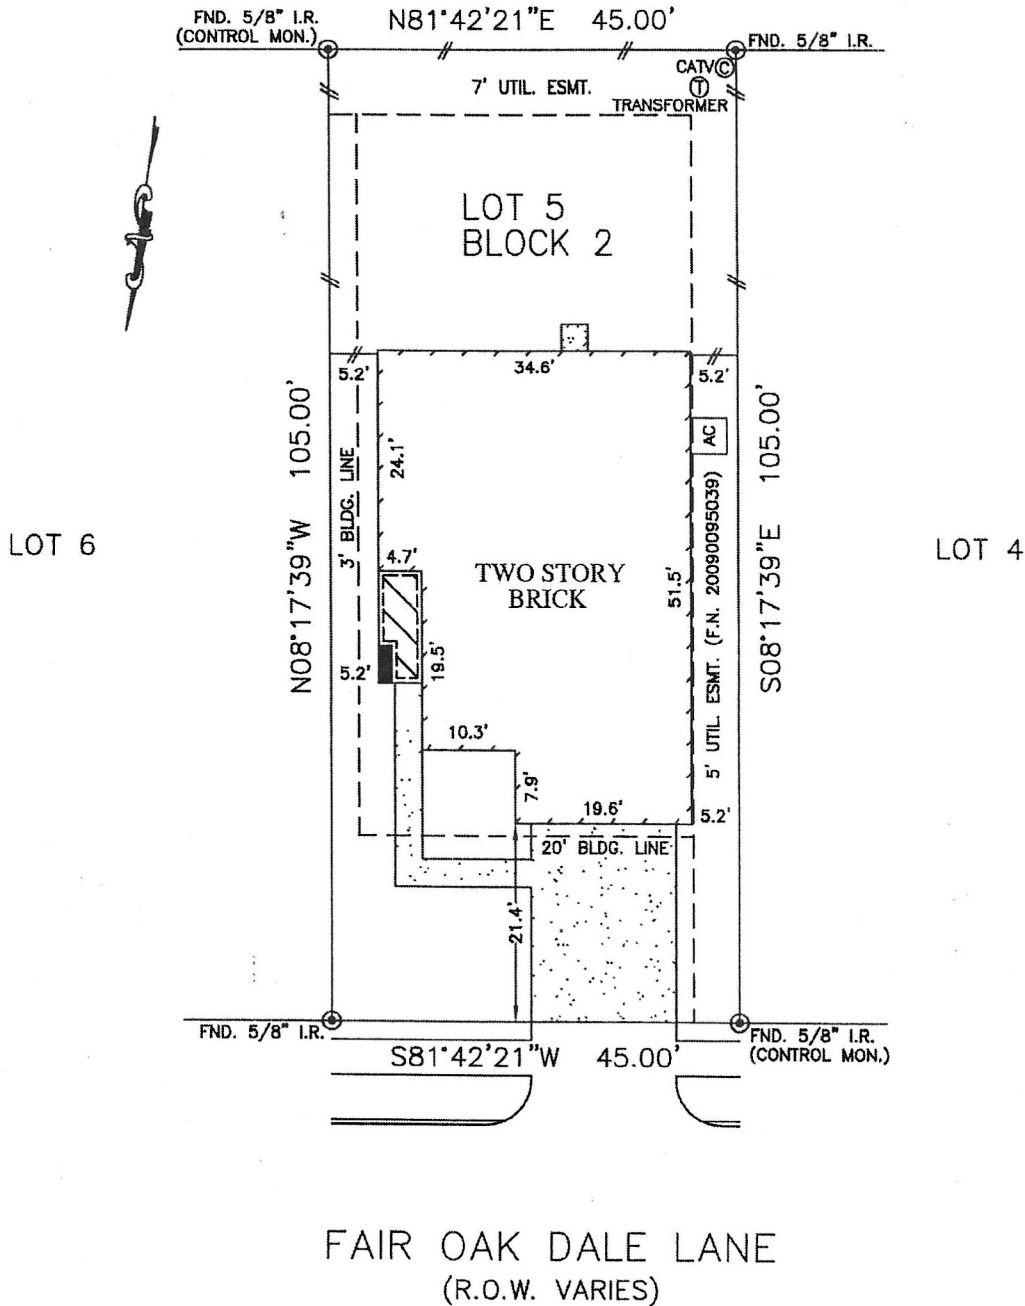 N81°42'21"E 45.00'
FND. 5/8" I.R.
(CONTROL MON.)
FND. 5/8" I.R.
CATV C
T
TRANSFORMER
7' UTIL. ESMT.
LOT 5
BLOCK 2
34.6'
5.2'
5.2'
AC
N08°17'39"W 105.00'
3' BLDG. LINE
24.1'
S08°17'39"E 105.00'
5' UTIL. ESMT. (F.N. 20090095039)
51.5'
LOT 6
LOT 4
4.7'
TWO STORY
BRICK
19.5'
5.2'
10.3'
7.9'
19.6'
5.2'
20' BLDG. LINE
21.4'
FND. 5/8" I.R.
FND. 5/8" I.R.
(CONTROL MON.)
S81°42'21"W 45.00'
FAIR OAK DALE LANE
(R.O.W. VARIES)